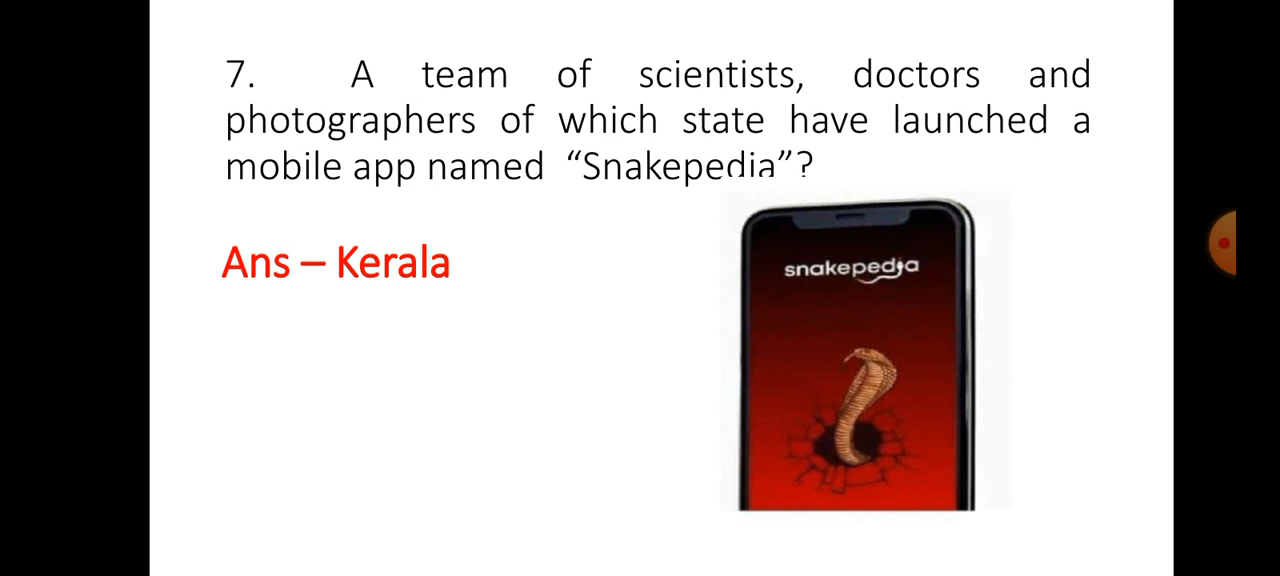 7. A team of scientists, doctors and
photographers of which state have launched a
mobile app named “Snakepedia”?
Ans – Kerala
snakepedia